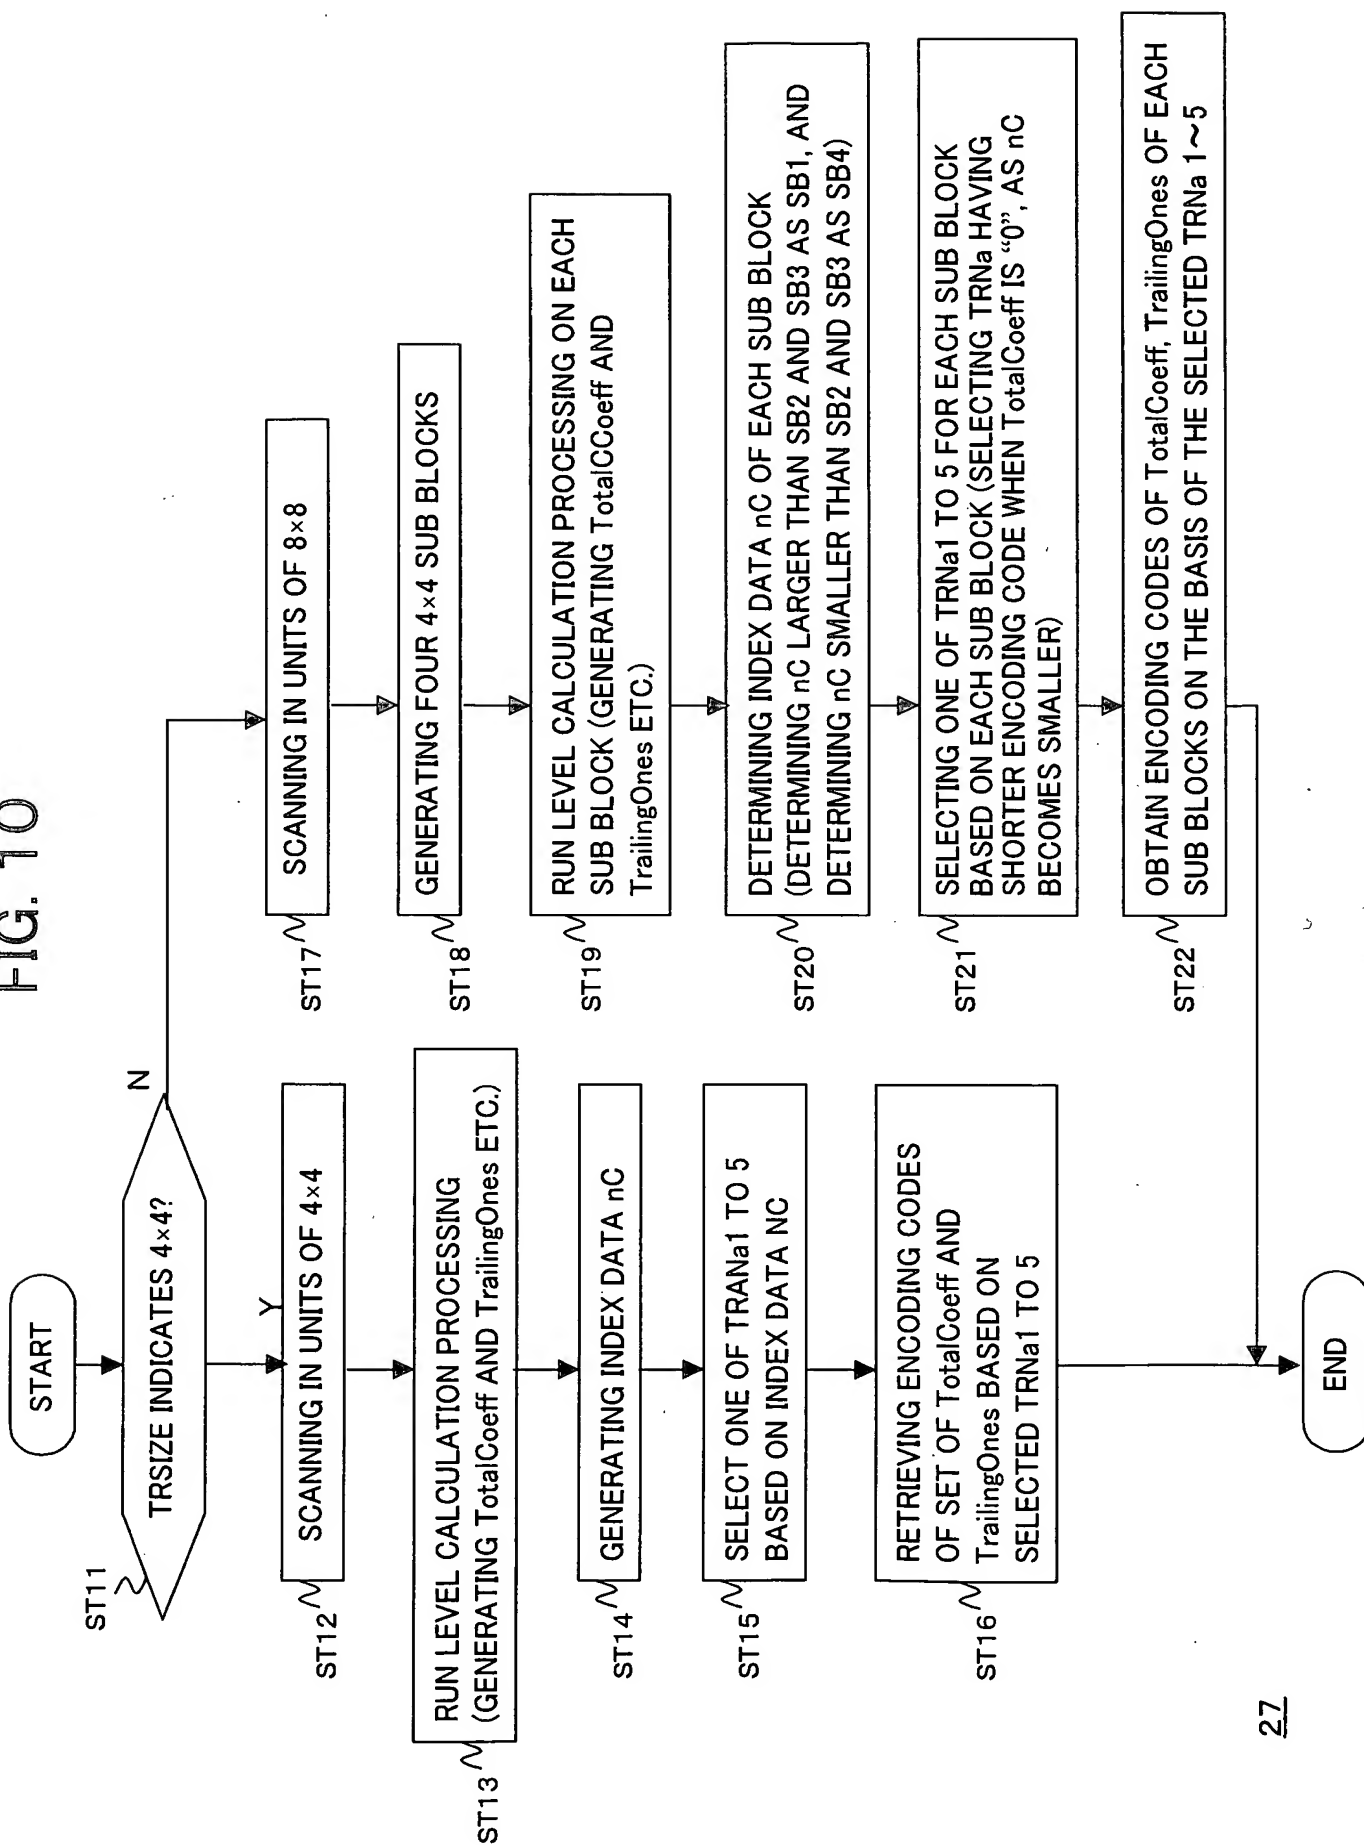 FIG. 10
START
ST11
TRSIZE INDICATES 4×4?
Y
N
ST12
SCANNING IN UNITS OF 4×4
ST13
RUN LEVEL CALCULATION PROCESSING
(GENERATING TotalCoeff AND TrailingOnes ETC.)
ST14
GENERATING INDEX DATA nC
ST15
SELECT ONE OF TRANa1 TO 5
BASED ON INDEX DATA NC
ST16
RETRIEVING ENCODING CODES
OF SET OF TotalCoeff AND
TrailingOnes BASED ON
SELECTED TRNa1 TO 5
ST17
SCANNING IN UNITS OF 8×8
ST18
GENERATING FOUR 4×4 SUB BLOCKS
ST19
RUN LEVEL CALCULATION PROCESSING ON EACH
SUB BLOCK (GENERATING TotalCCoeff AND
TrailingOnes ETC.)
ST20
DETERMINING INDEX DATA nC OF EACH SUB BLOCK
(DETERMINING nC LARGER THAN SB2 AND SB3 AS SB1, AND
DETERMINING nC SMALLER THAN SB2 AND SB3 AS SB4)
ST21
SELECTING ONE OF TRNa1 TO 5 FOR EACH SUB BLOCK
BASED ON EACH SUB BLOCK (SELECTING TRNa HAVING
SHORTER ENCODING CODE WHEN TotalCoeff IS “0”, AS nC
BECOMES SMALLER)
ST22
OBTAIN ENCODING CODES OF TotalCoeff, TrailingOnes OF EACH
SUB BLOCKS ON THE BASIS OF THE SELECTED TRNa 1~5
END
27